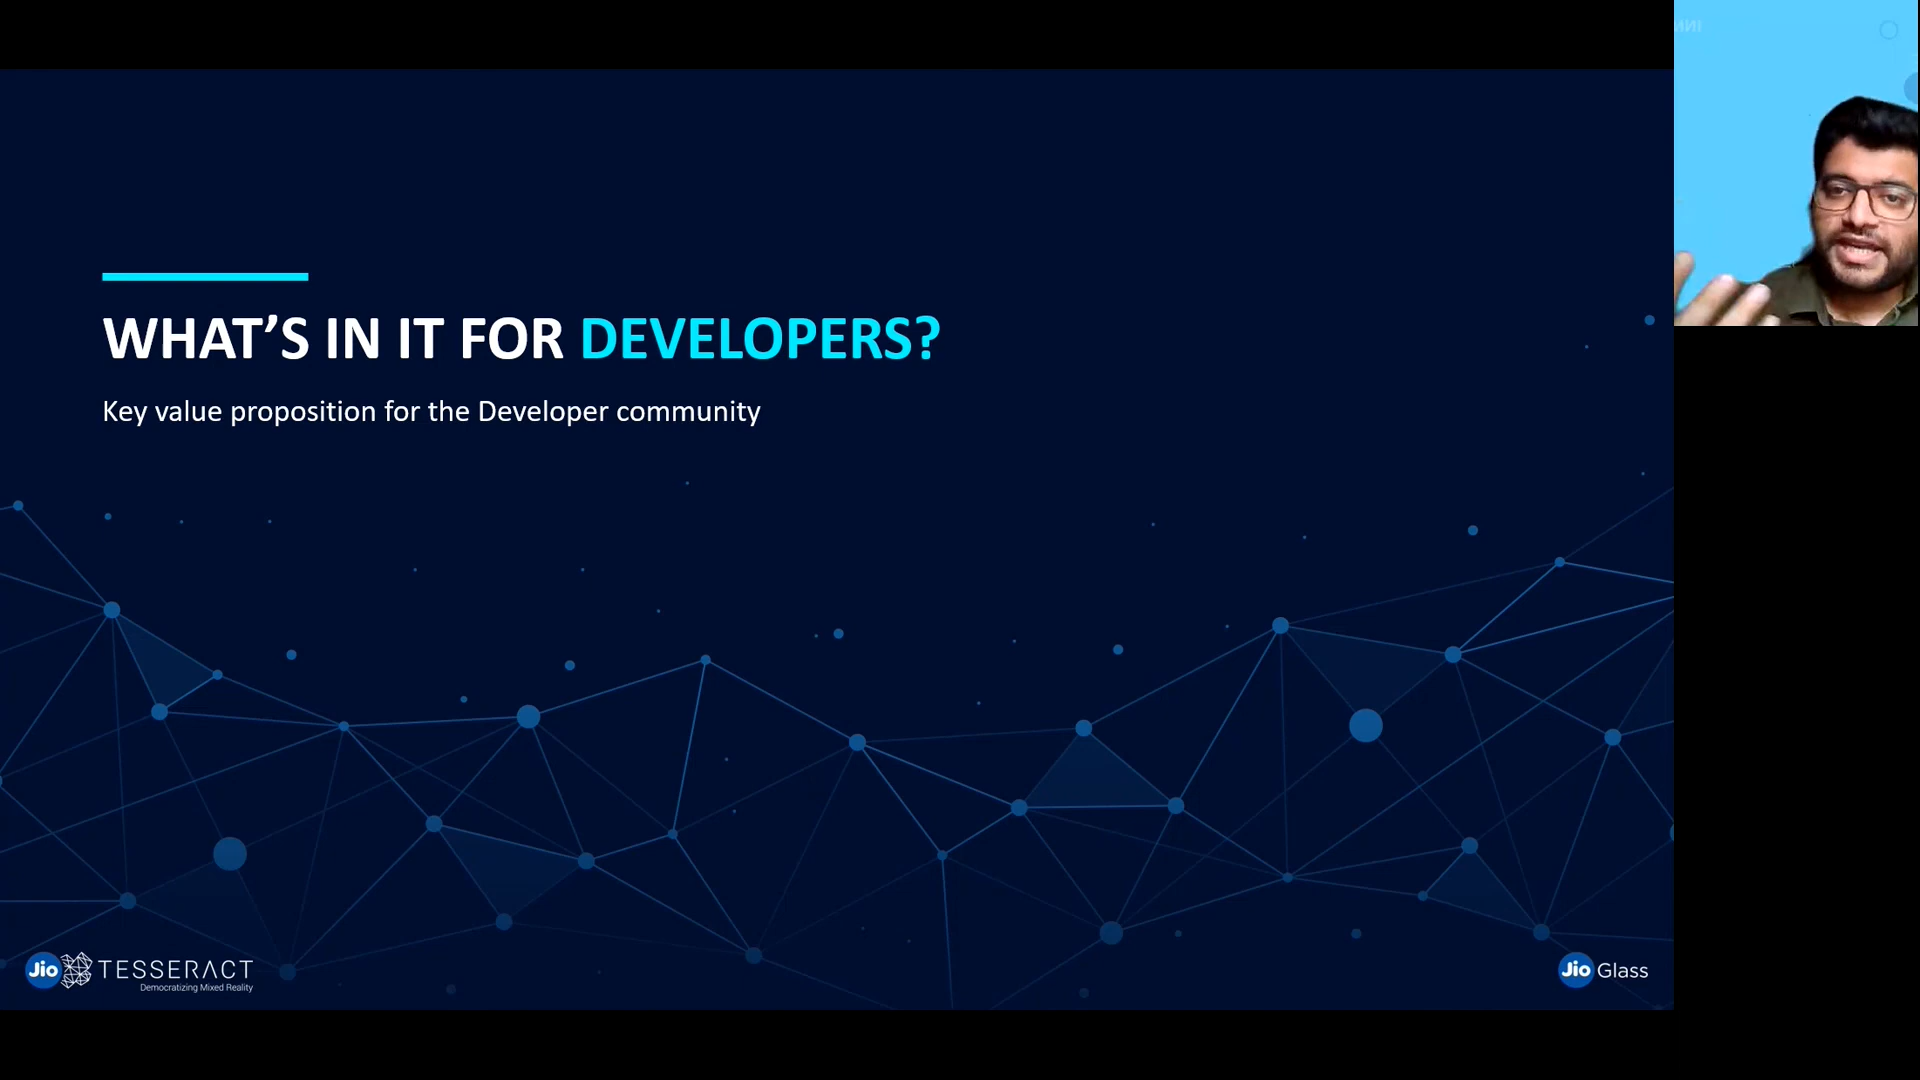 WHAT’S IN IT FOR DEVELOPERS?
Key value proposition for the Developer community
Jio TESSERACT
Democratizing Mixed Reality
Jio Glass